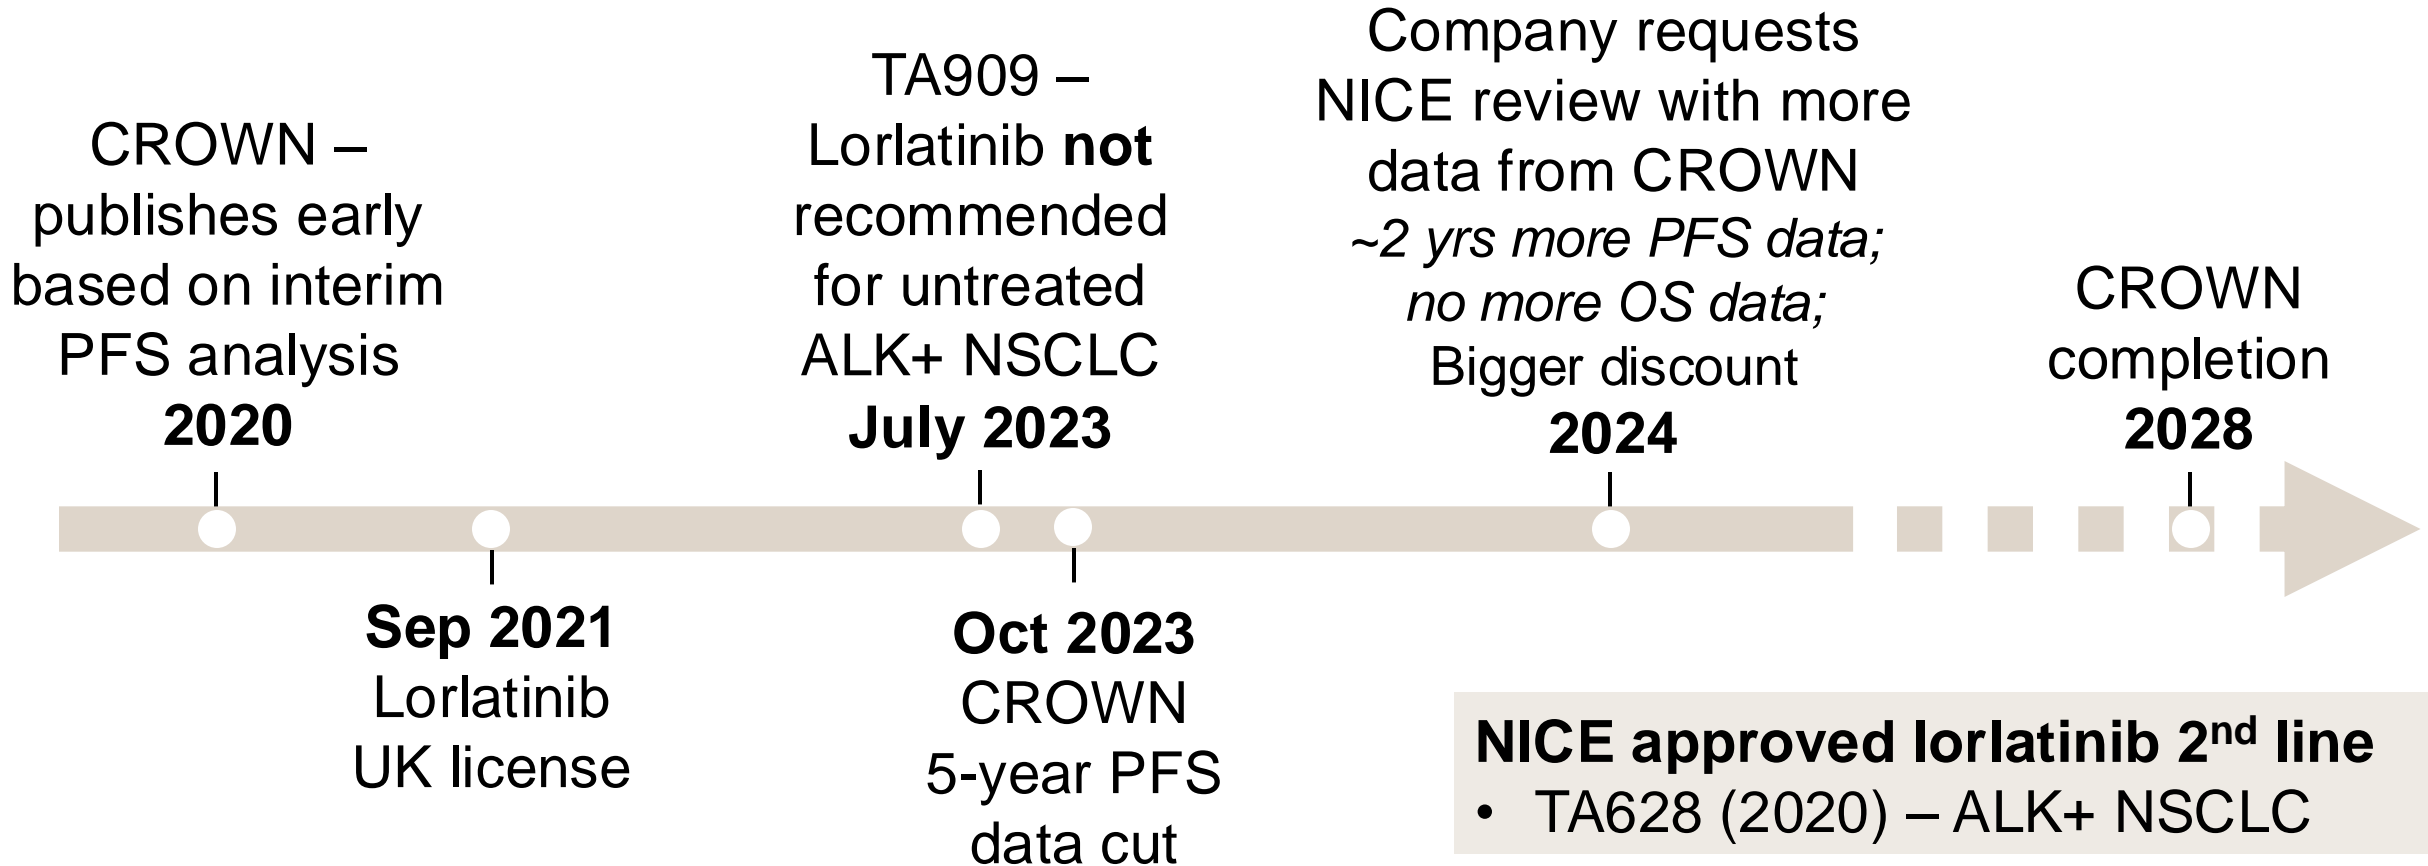 CROWN –
publishes early
based on interim
PFS analysis
2020
Sep 2021
Lorlatinib
UK license
TA909 –
Lorlatinib not
recommended
for untreated
ALK+ NSCLC
July 2023
Oct 2023
CROWN
5-year PFS
data cut
Company requests
NICE review with more
data from CROWN
~2 yrs more PFS data;
no more OS data;
Bigger discount
2024
CROWN
completion
2028
NICE approved lorlatinib 2nd line
• TA628 (2020) – ALK+ NSCLC